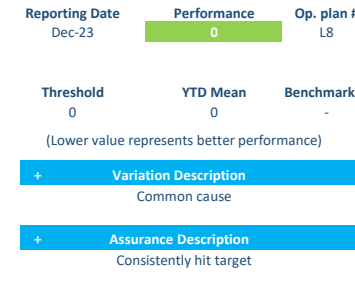 Reporting Date Performance Op. plan #
Dec-23 0 L8
Threshold YTD Mean Benchmark
0 0 -
(Lower value represents better performance)
+ Variation Description
Common cause
+ Assurance Description
Consistently hit target